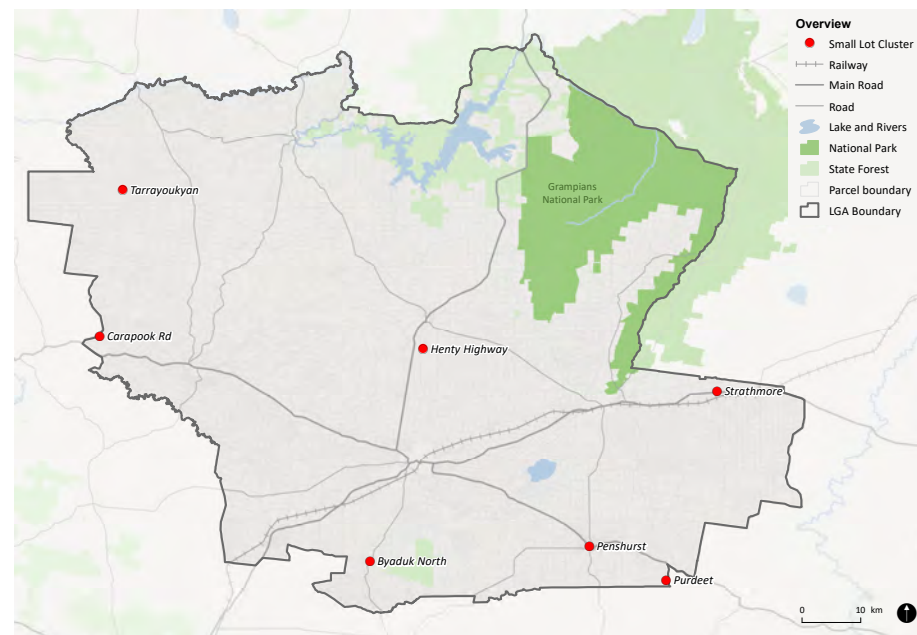 Overview
Small Lot Cluster
Railway
Main Road
Road
Lake and Rivers
National Park
State Forest
Parcel boundary
LGA Boundary
Grampians
National Park
Tarrayoukyan
Carapook Rd
Henty Highway
Strathmore
Penshurst
Byaduk North
Purdeet
0 10 km